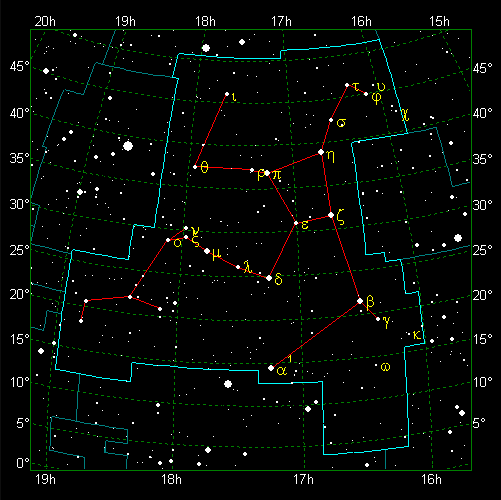 20h 19h 18h 17h 16h 15h
45° 45°
τ υ
ι φ
40° 40°
χ
σ
35° η 35°
θ ρ π
30° 30°
ε ζ
ν
ο ξ
25° μ 25°
λ
δ
20° β 20°
γ
κ
15° 15°
α ω
10° 10°
5° 5°
0° 0°
19h 18h 17h 16h